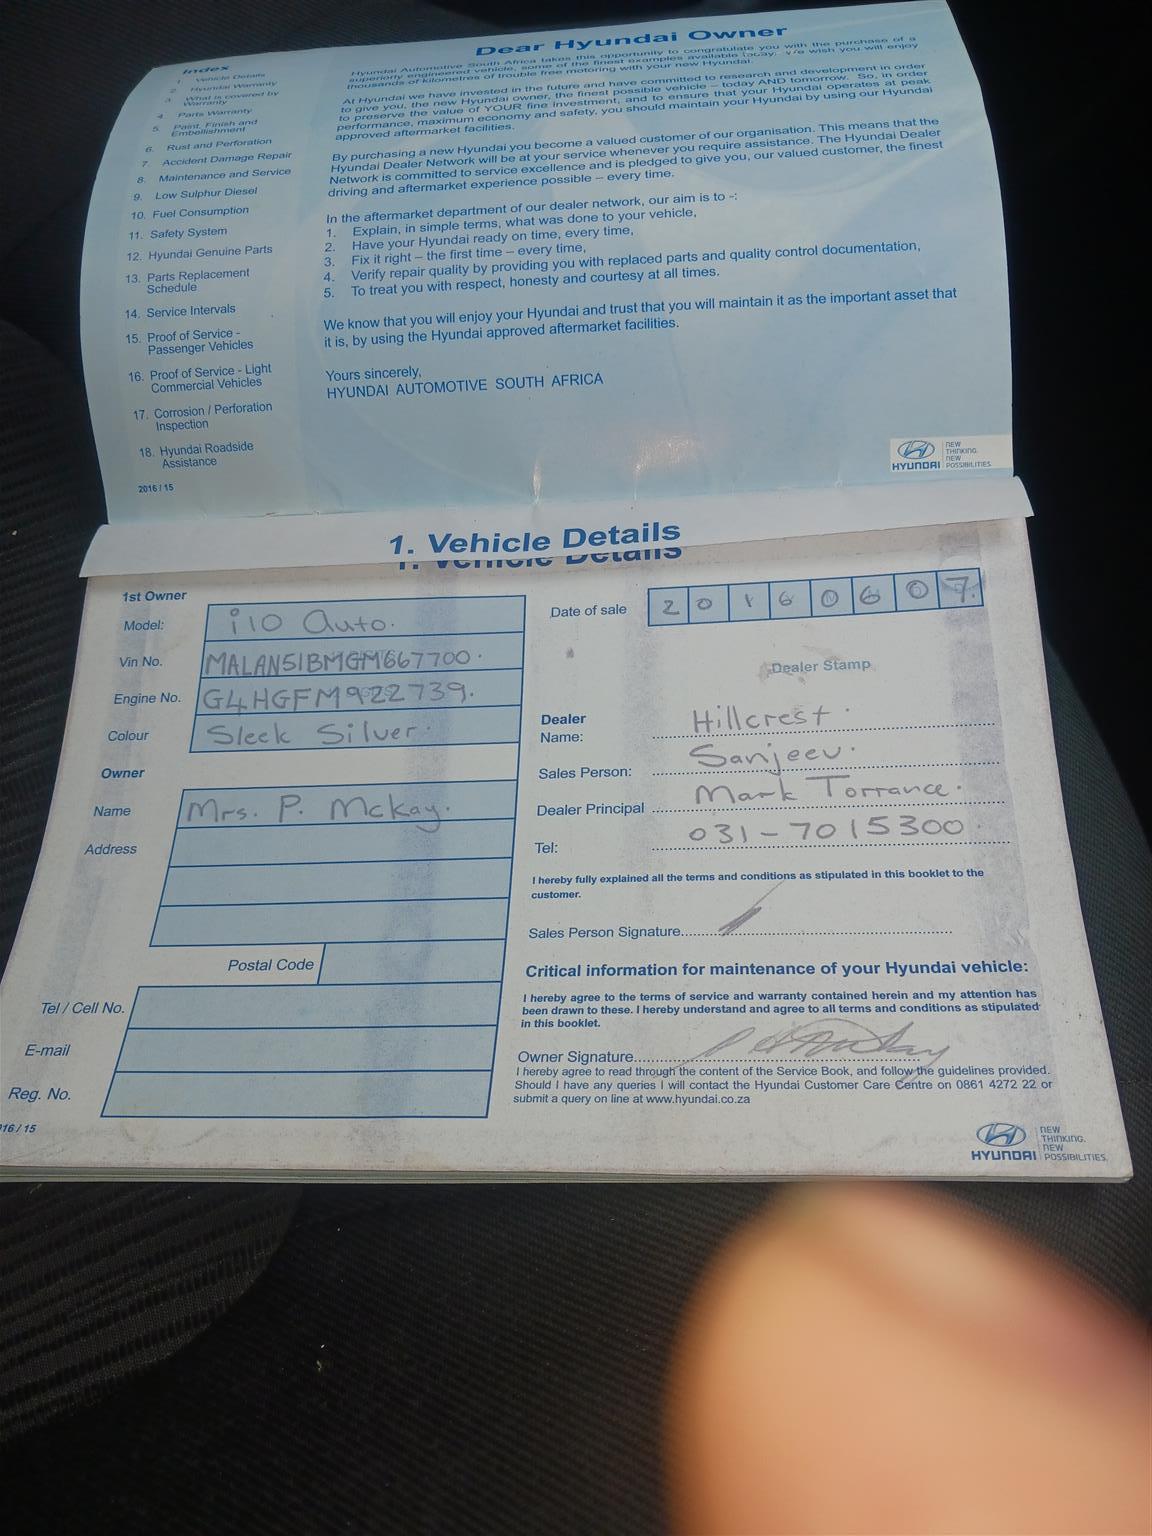 Dear Hyundai Owner
Index
1. Vehicle Details
2. Hyundai Warranty
3. What is covered by
Warranty
4. Parts Warranty
5. Paint, Finish and
Embellishment
6. Rust and Perforation
7. Accident Damage Repair
8. Maintenance and Service
9. Low Sulphur Diesel
10. Fuel Consumption
11. Safety System
12. Hyundai Genuine Parts
13. Parts Replacement
Schedule
14. Service Intervals
15. Proof of Service -
Passenger Vehicles
16. Proof of Service - Light
Commercial Vehicles
17. Corrosion / Perforation
Inspection
18. Hyundai Roadside
Assistance
2016 / 15
Hyundai Automotive South Africa takes this opportunity to congratulate you with the purchase of a
superiorly engineered vehicle, some of the finest examples available today; we wish you will enjoy
thousands of kilometres of trouble free motoring with your new Hyundai.
At Hyundai we have invested in the future and have committed to research and development in order
to give you, the new Hyundai owner, the finest possible vehicle – today AND tomorrow. So, in order
to preserve the value of YOUR fine investment, and to ensure that your Hyundai operates at peak
performance, maximum economy and safety, you should maintain your Hyundai by using our Hyundai
approved aftermarket facilities.
By purchasing a new Hyundai you become a valued customer of our organisation. This means that the
Hyundai Dealer Network will be at your service whenever you require assistance. The Hyundai Dealer
Network is committed to service excellence and is pledged to give you, our valued customer, the finest
driving and aftermarket experience possible – every time.
In the aftermarket department of our dealer network, our aim is to -:
1. Explain, in simple terms, what was done to your vehicle,
2. Have your Hyundai ready on time, every time,
3. Fix it right – the first time – every time,
4. Verify repair quality by providing you with replaced parts and quality control documentation,
5. To treat you with respect, honesty and courtesy at all times.
We know that you will enjoy your Hyundai and trust that you will maintain it as the important asset that
it is, by using the Hyundai approved aftermarket facilities.
Yours sincerely,
HYUNDAI AUTOMOTIVE SOUTH AFRICA
HYUNDAI
NEW
THINKING.
NEW
POSSIBILITIES.
1. Vehicle Details
1. Vehicle Details
1st Owner
Model: i10 Auto.
Vin No. MALAN51BMGM667700.
Engine No. G4HGFM922739.
Colour Sleek Silver.
Owner
Name Mrs. P. McKay.
Address
Postal Code
Tel / Cell No.
E-mail
Reg. No.
016 / 15
Date of sale 2 0 1 6 0 6 0 7.
Dealer Stamp
Dealer
Name: Hillcrest.
Sales Person: Sanjeev.
Dealer Principal Mark Torrance.
Tel: 031-7015300.
I hereby fully explained all the terms and conditions as stipulated in this booklet to the
customer.
Sales Person Signature
Critical information for maintenance of your Hyundai vehicle:
I hereby agree to the terms of service and warranty contained herein and my attention has
been drawn to these. I hereby understand and agree to all terms and conditions as stipulated
in this booklet.
Owner Signature
I hereby agree to read through the content of the Service Book, and follow the guidelines provided.
Should I have any queries I will contact the Hyundai Customer Care Centre on 0861 4272 22 or
submit a query on line at www.hyundai.co.za
HYUNDAI
NEW
THINKING.
NEW
POSSIBILITIES.